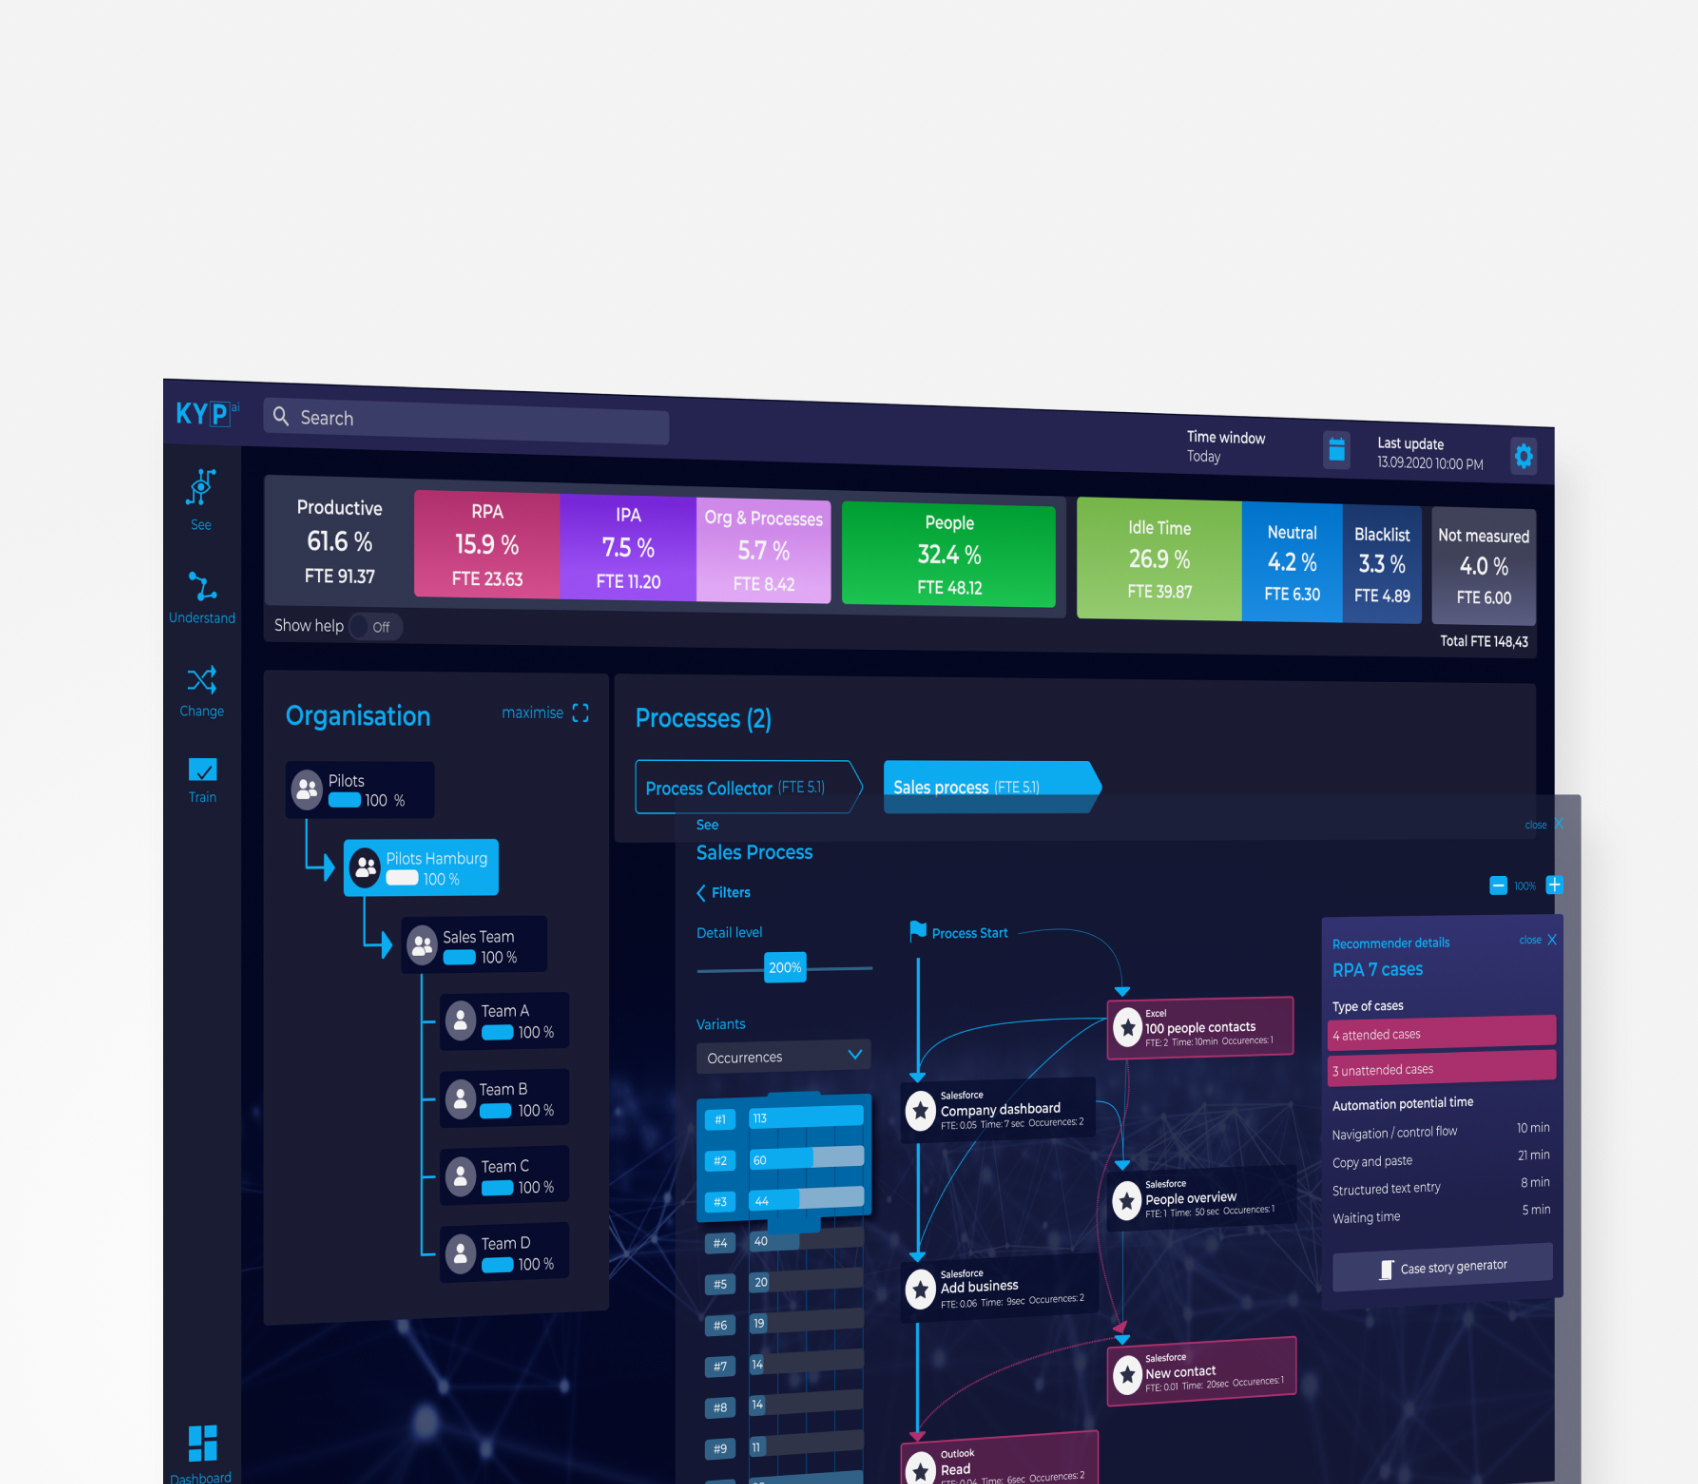 KYP ai
Search
Time window
Today
Last update
13.09.2020 10:00 PM
See
Understand
Change
Train
Dashboard
Productive
61.6 %
FTE 91.37
RPA
15.9 %
FTE 23.63
IPA
7.5 %
FTE 11.20
Org & Processes
5.7 %
FTE 8.42
People
32.4 %
FTE 48.12
Idle Time
26.9 %
FTE 39.87
Neutral
4.2 %
FTE 6.30
Blacklist
3.3 %
FTE 4.89
Not measured
4.0 %
FTE 6.00
Show help Off
Total FTE 148,43
Organisation
maximise
Pilots
100 %
Pilots Hamburg
100 %
Sales Team
100 %
Team A
100 %
Team B
100 %
Team C
100 %
Team D
100 %
Processes (2)
Process Collector (FTE 5.1)
Sales process (FTE 5.1)
See
close X
Sales Process
Filters
100%
Detail level
200%
Variants
Occurrences
#1 113
#2 60
#3 44
#4 40
#5 20
#6 19
#7 14
#8 14
#9 11
Process Start
Excel
100 people contacts
FTE: 2 Time: 10min Occurences: 1
Salesforce
Company dashboard
FTE: 0.05 Time: 7 sec Occurences: 2
Salesforce
People overview
FTE: 1 Time: 50 sec Occurences: 1
Salesforce
Add business
FTE: 0.06 Time: 9sec Occurences: 2
Salesforce
New contact
FTE: 0.01 Time: 20sec Occurences: 1
Outlook
Read
FTE: 0.04 Time: 6sec Occurences: 2
Recommender details
close X
RPA 7 cases
Type of cases
4 attended cases
3 unattended cases
Automation potential time
Navigation / control flow 10 min
Copy and paste 21 min
Structured text entry 8 min
Waiting time 5 min
Case story generator